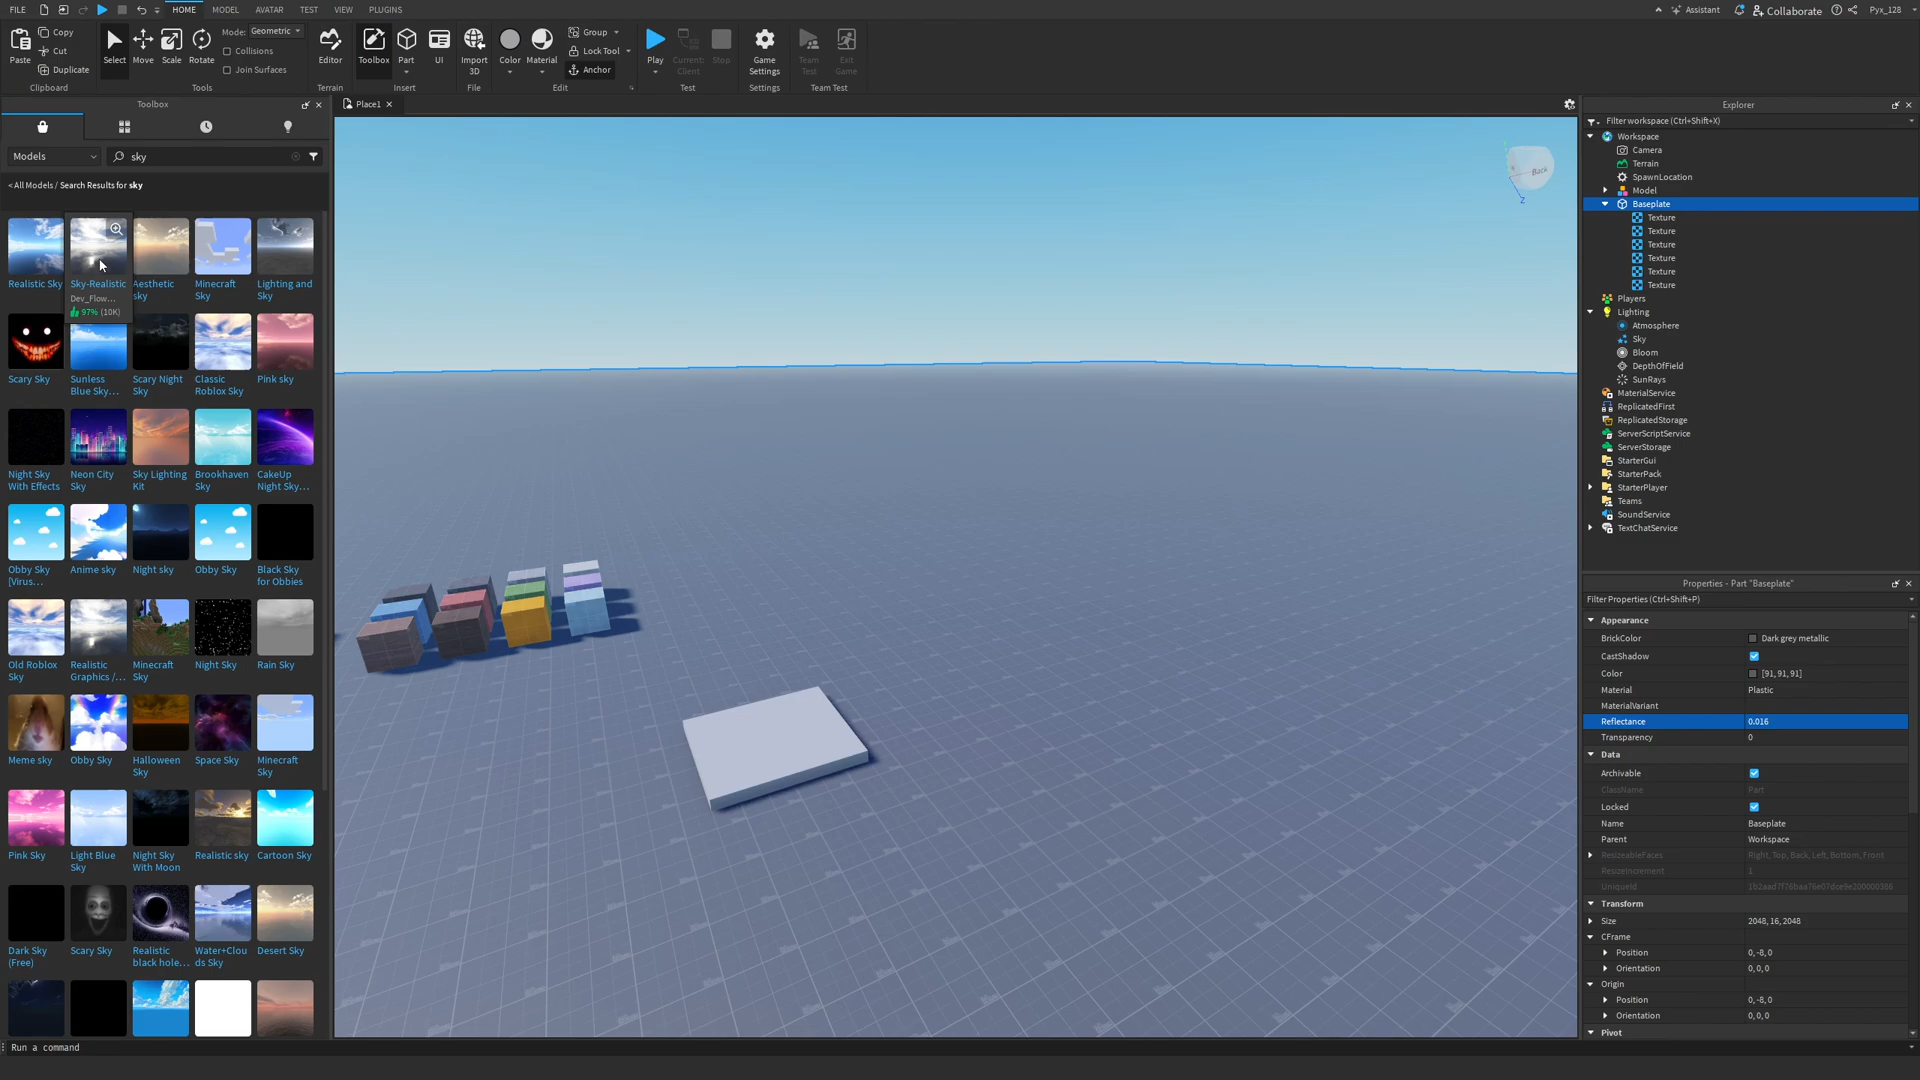 FILE HOME MODEL AVATAR TEST VIEW PLUGINS Assistant Collaborate Pyx_128
Paste Copy Cut Duplicate Clipboard
Select Move Scale Rotate Mode: Geometric Collisions Join Surfaces Tools
Editor Terrain
Toolbox Part UI Insert
Import 3D File
Color Material Group Lock Tool Anchor Edit
Play Current: Client Stop Test
Game Settings Settings
Team Test Exit Game Team Test
Toolbox
Models sky
< All Models / Search Results for sky
Realistic Sky
Sky-Realistic
Dev_Flow...
97% (10K)
Aesthetic sky
Minecraft Sky
Lighting and Sky
Scary Sky
Sunless Blue Sky...
Scary Night Sky
Classic Roblox Sky
Pink sky
Night Sky With Effects
Neon City Sky
Sky Lighting Kit
Brookhaven Sky
CakeUp Night Sky...
Obby Sky [Virus...
Anime sky
Night sky
Obby Sky
Black Sky for Obbies
Old Roblox Sky
Realistic Graphics /...
Minecraft Sky
Night Sky
Rain Sky
Meme sky
Obby Sky
Halloween Sky
Space Sky
Minecraft Sky
Pink Sky
Light Blue Sky
Night Sky With Moon
Realistic sky
Cartoon Sky
Dark Sky (Free)
Scary Sky
Realistic black hole...
Water+Clouds Sky
Desert Sky
Run a command
Place1
Back
Z
Explorer
Filter workspace (Ctrl+Shift+X)
Workspace
Camera
Terrain
SpawnLocation
Model
Baseplate
Texture
Texture
Texture
Texture
Texture
Texture
Players
Lighting
Atmosphere
Sky
Bloom
DepthOfField
SunRays
MaterialService
ReplicatedFirst
ReplicatedStorage
ServerScriptService
ServerStorage
StarterGui
StarterPack
StarterPlayer
Teams
SoundService
TextChatService
Properties - Part "Baseplate"
Filter Properties (Ctrl+Shift+P)
Appearance
BrickColor Dark grey metallic
CastShadow
Color [91, 91, 91]
Material Plastic
MaterialVariant
Reflectance 0.016
Transparency 0
Data
Archivable
ClassName Part
Locked
Name Baseplate
Parent Workspace
ResizeableFaces Right, Top, Back, Left, Bottom, Front
ResizeIncrement 1
UniqueId
Transform
Size 2048, 16, 2048
CFrame
Position 0, -8, 0
Orientation 0, 0, 0
Origin
Position 0, -8, 0
Orientation 0, 0, 0
Pivot